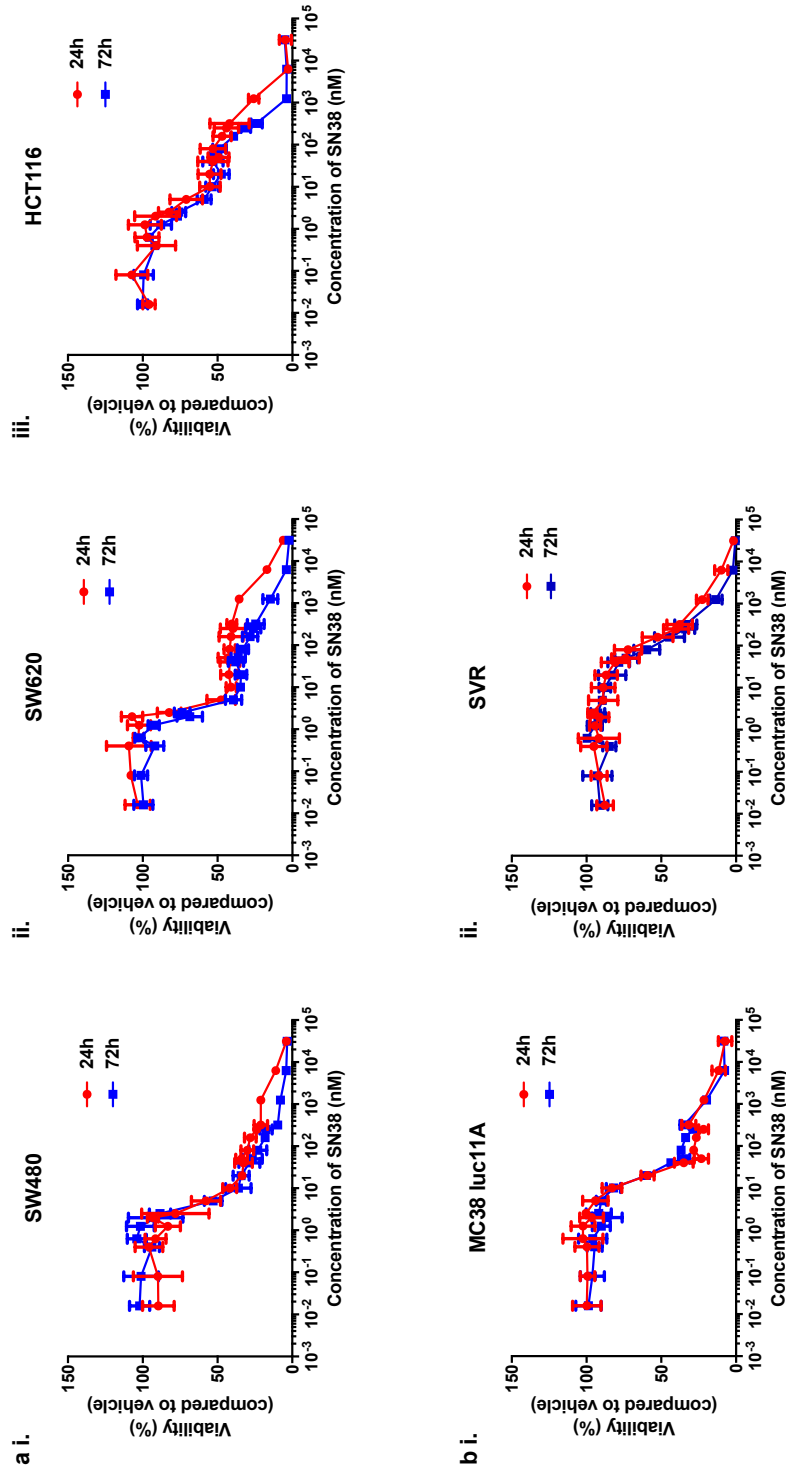 a i.
SW480
Viability (%)
(compared to vehicle)
150
100
50
0
10-3 10-2 10-1 100 101 102 103 104 105
Concentration of SN38 (nM)
24h
72h
ii.
SW620
Viability (%)
(compared to vehicle)
150
100
50
0
10-3 10-2 10-1 100 101 102 103 104 105
Concentration of SN38 (nM)
24h
72h
iii.
HCT116
Viability (%)
(compared to vehicle)
150
100
50
0
10-3 10-2 10-1 100 101 102 103 104 105
Concentration of SN38 (nM)
24h
72h
b i.
MC38 luc11A
Viability (%)
(compared to vehicle)
150
100
50
0
10-3 10-2 10-1 100 101 102 103 104 105
Concentration of SN38 (nM)
24h
72h
ii.
SVR
Viability (%)
(compared to vehicle)
150
100
50
0
10-3 10-2 10-1 100 101 102 103 104 105
Concentration of SN38 (nM)
24h
72h